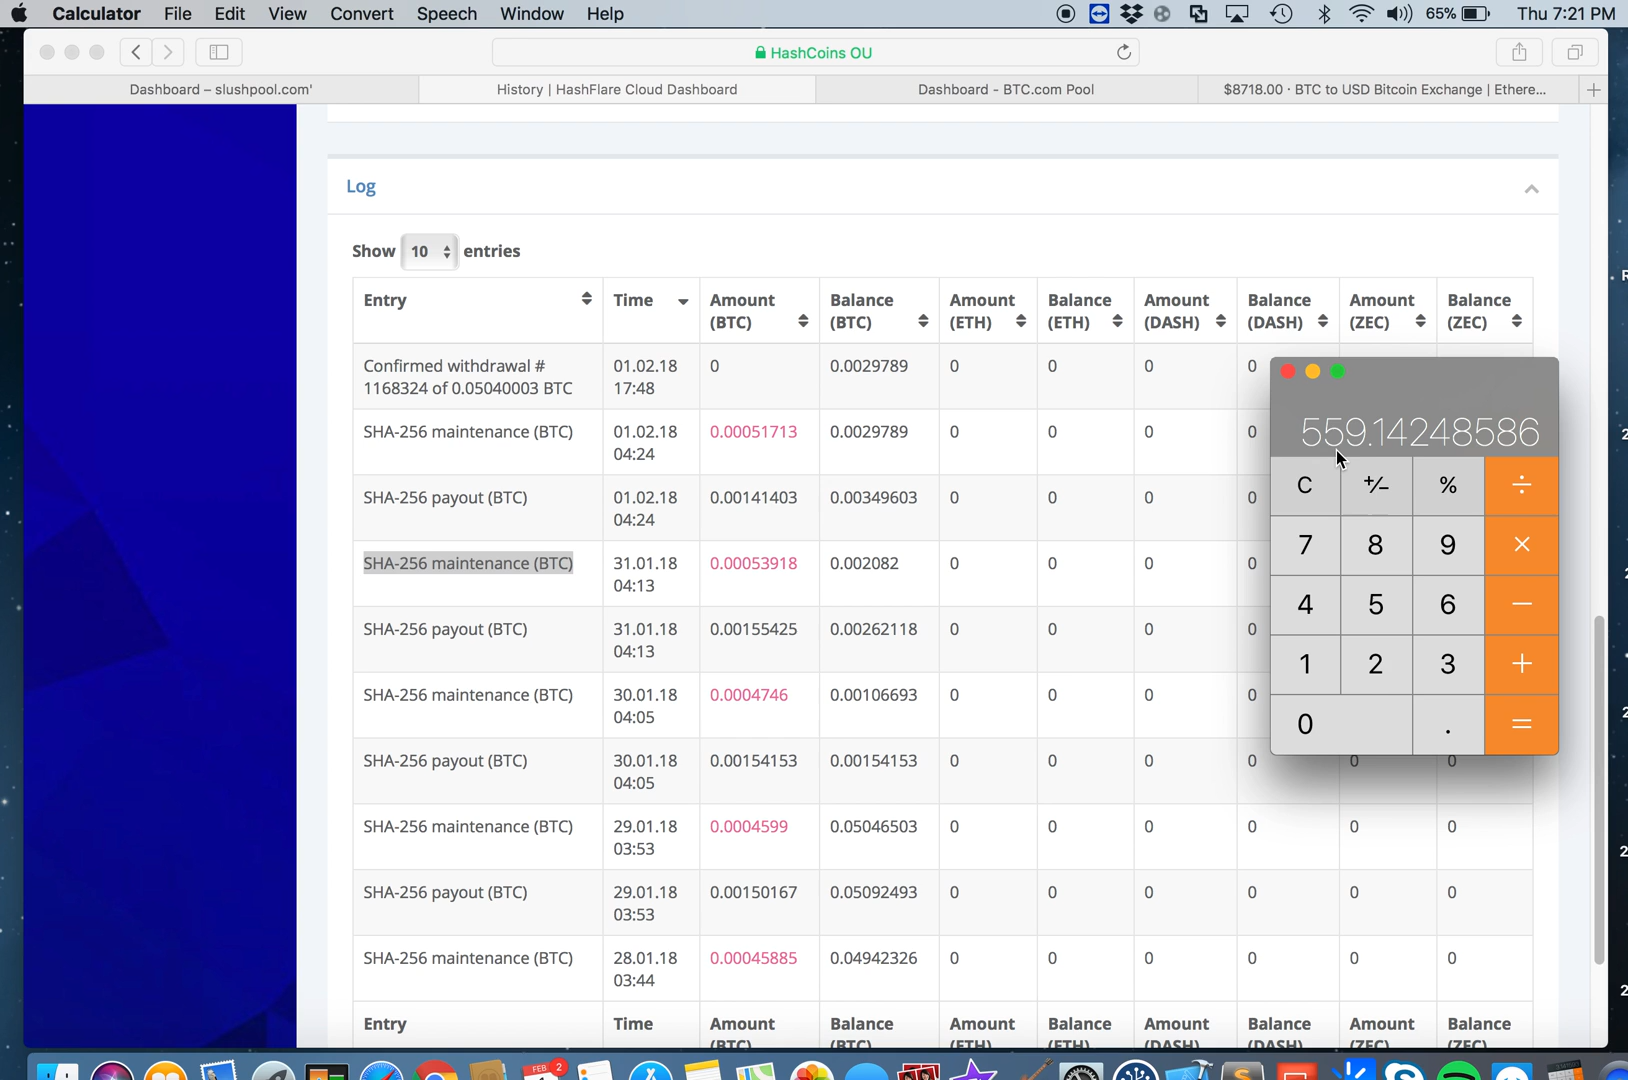 Calculator File Edit View Convert Speech Window Help 65% Thu 7:21 PM
HashCoins OU
Dashboard – slushpool.com' History | HashFlare Cloud Dashboard Dashboard - BTC.com Pool $8718.00 · BTC to USD Bitcoin Exchange | Ethere... +
Log
Show 10 entries
Entry Time Amount (BTC) Balance (BTC) Amount (ETH) Balance (ETH) Amount (DASH) Balance (DASH) Amount (ZEC) Balance (ZEC)
Confirmed withdrawal # 01.02.18 0 0.0029789 0 0 0 0
1168324 of 0.05040003 BTC 17:48
SHA-256 maintenance (BTC) 01.02.18 0.00051713 0.0029789 0 0 0 0
04:24
SHA-256 payout (BTC) 01.02.18 0.00141403 0.00349603 0 0 0 0
04:24
SHA-256 maintenance (BTC) 31.01.18 0.00053918 0.002082 0 0 0 0
04:13
SHA-256 payout (BTC) 31.01.18 0.00155425 0.00262118 0 0 0 0
04:13
SHA-256 maintenance (BTC) 30.01.18 0.0004746 0.00106693 0 0 0 0
04:05
SHA-256 payout (BTC) 30.01.18 0.00154153 0.00154153 0 0 0 0 0 0
04:05
SHA-256 maintenance (BTC) 29.01.18 0.0004599 0.05046503 0 0 0 0 0 0
03:53
SHA-256 payout (BTC) 29.01.18 0.00150167 0.05092493 0 0 0 0 0 0
03:53
SHA-256 maintenance (BTC) 28.01.18 0.00045885 0.04942326 0 0 0 0 0 0
03:44
Entry Time Amount (BTC) Balance (BTC) Amount (ETH) Balance (ETH) Amount (DASH) Balance (DASH) Amount (ZEC) Balance (ZEC)
559.14248586
C +/− % ÷
7 8 9 ×
4 5 6 −
1 2 3 +
0 . =
FEB 2